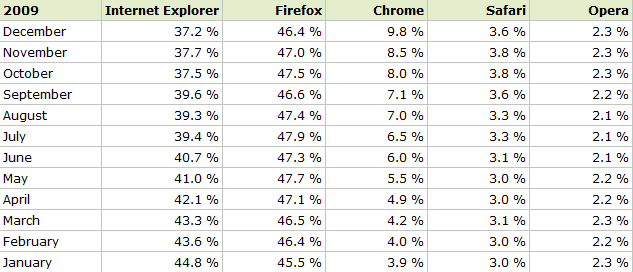 2009 Internet Explorer Firefox Chrome Safari Opera
December 37.2 % 46.4 % 9.8 % 3.6 % 2.3 %
November 37.7 % 47.0 % 8.5 % 3.8 % 2.3 %
October 37.5 % 47.5 % 8.0 % 3.8 % 2.3 %
September 39.6 % 46.6 % 7.1 % 3.6 % 2.2 %
August 39.3 % 47.4 % 7.0 % 3.3 % 2.1 %
July 39.4 % 47.9 % 6.5 % 3.3 % 2.1 %
June 40.7 % 47.3 % 6.0 % 3.1 % 2.1 %
May 41.0 % 47.7 % 5.5 % 3.0 % 2.2 %
April 42.1 % 47.1 % 4.9 % 3.0 % 2.2 %
March 43.3 % 46.5 % 4.2 % 3.1 % 2.3 %
February 43.6 % 46.4 % 4.0 % 3.0 % 2.2 %
January 44.8 % 45.5 % 3.9 % 3.0 % 2.3 %